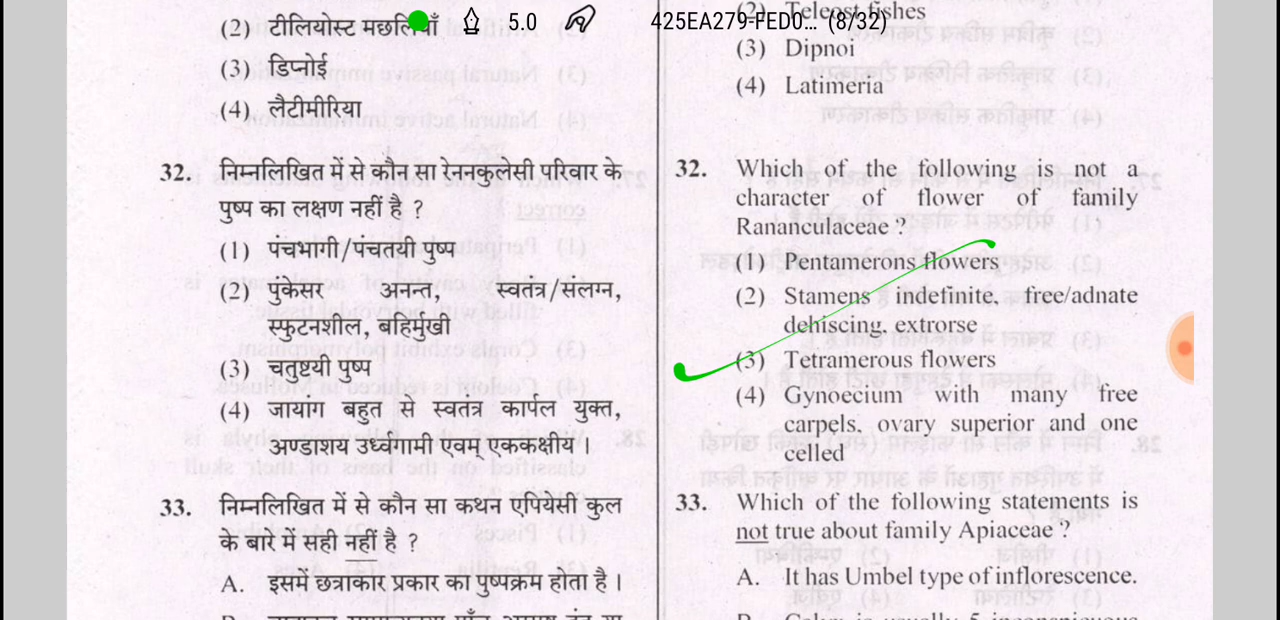 5.0
425EA279-FED0... (8/32)
(2) टीलियोस्ट मछलियाँ
(3) डिप्नोई
(4) लैटीमीरिया
32. निम्नलिखित में से कौन सा रेननकुलेसी परिवार के
पुष्प का लक्षण नहीं है ?
(1) पंचभागी/पंचतयी पुष्प
(2) पुंकेसर अनन्त, स्वतंत्र/संलग्न,
स्फुटनशील, बहिर्मुखी
(3) चतुष्टयी पुष्प
(4) जायांग बहुत से स्वतंत्र कार्पल युक्त,
अण्डाशय उर्ध्वगामी एवम् एककक्षीय ।
33. निम्नलिखित में से कौन सा कथन एपियेसी कुल
के बारे में सही नहीं है ?
A. इसमें छत्राकार प्रकार का पुष्पक्रम होता है ।
(2) Teleost fishes
(3) Dipnoi
(4) Latimeria
32. Which of the following is not a
character of flower of family
Rananculaceae ?
(1) Pentamerons flowers
(2) Stamens indefinite, free/adnate
dehiscing, extrorse
(3) Tetramerous flowers
(4) Gynoecium with many free
carpels, ovary superior and one
celled
33. Which of the following statements is
not true about family Apiaceae ?
A. It has Umbel type of inflorescence.